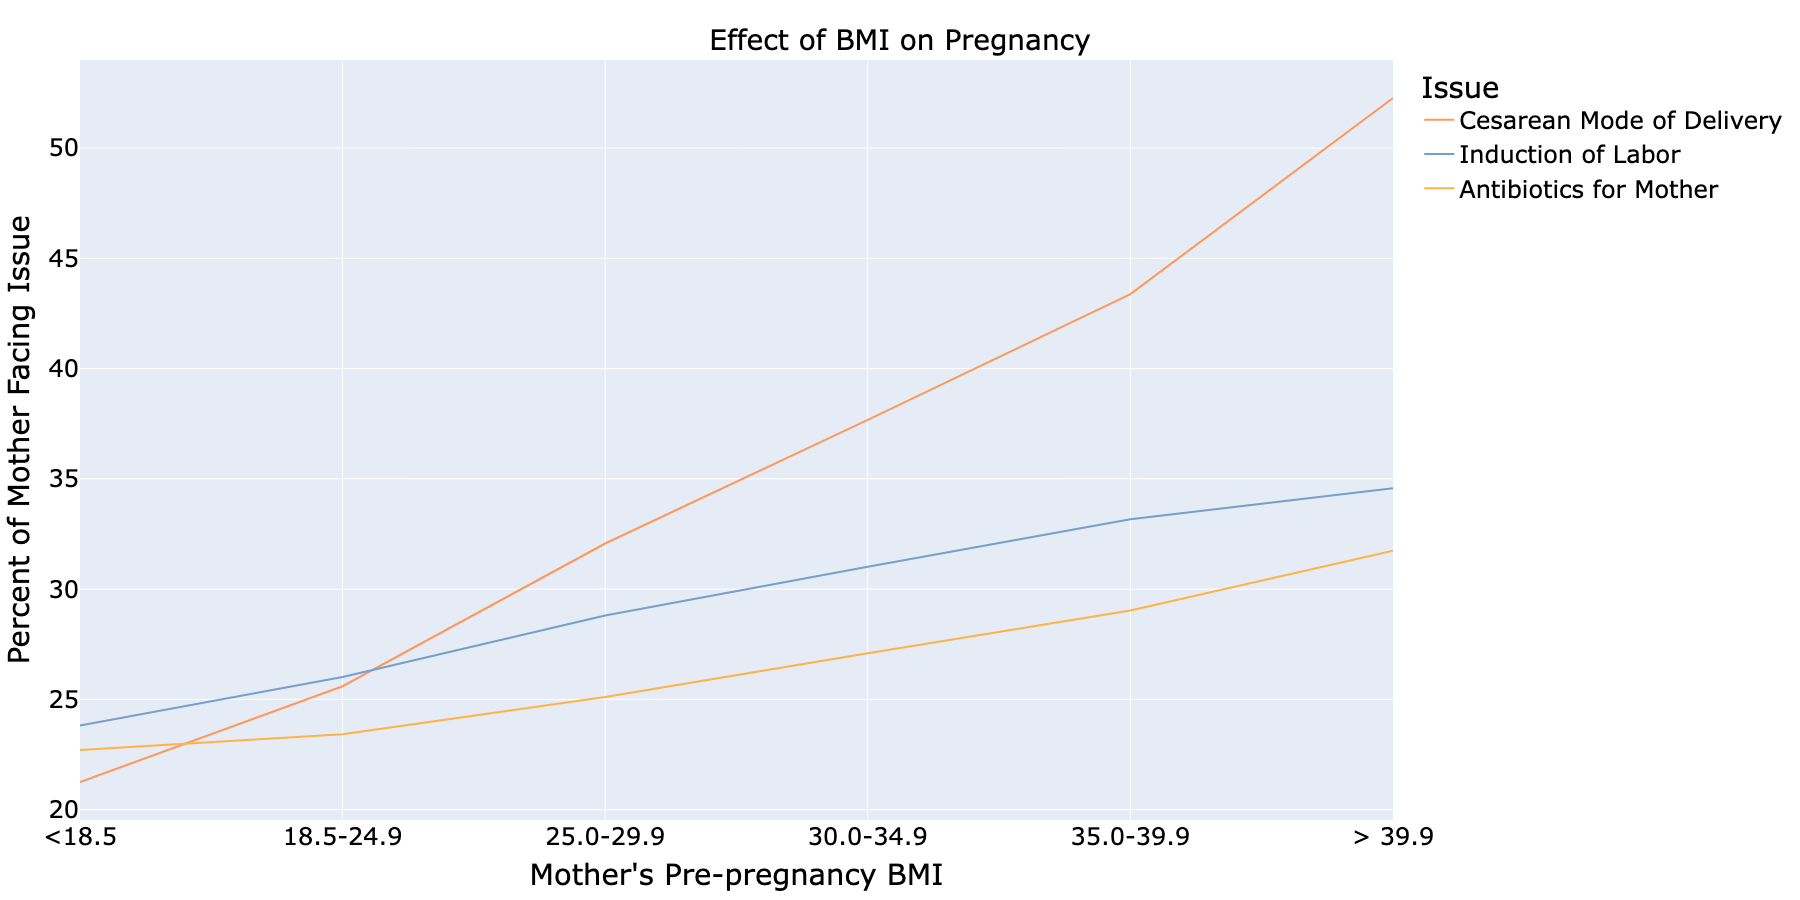 Effect of BMI on Pregnancy
Issue
Cesarean Mode of Delivery
Induction of Labor
Antibiotics for Mother
Percent of Mother Facing Issue
50
45
40
35
30
25
20
<18.5
18.5-24.9
25.0-29.9
30.0-34.9
35.0-39.9
> 39.9
Mother's Pre-pregnancy BMI